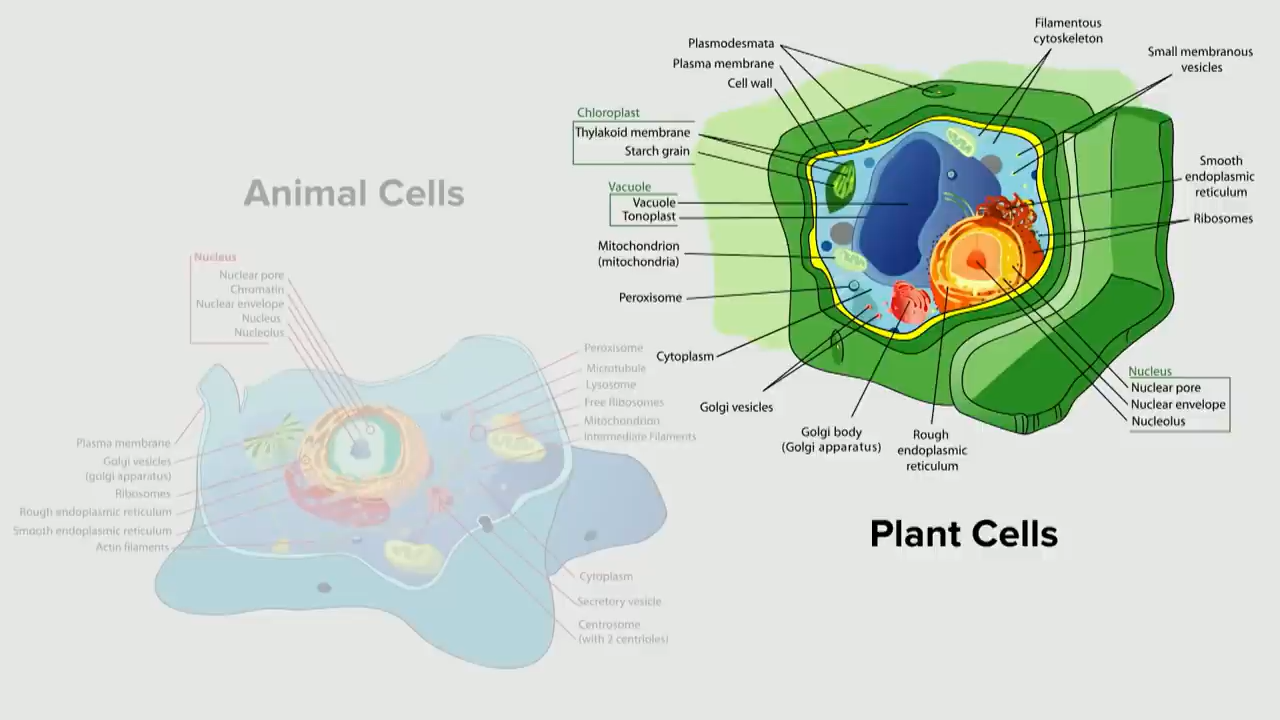 Animal Cells
Nucleus
Nuclear pore
Chromatin
Nuclear envelope
Nucleus
Nucleolus
Plasma membrane
Golgi vesicles
(golgi apparatus)
Ribosomes
Rough endoplasmic reticulum
Smooth endoplasmic reticulum
Actin filaments
Peroxisome
Microtubule
Lysosome
Free Ribosomes
Mitochondrion
Intermediate Filaments
Cytoplasm
Secretory vesicle
Centrosome
(with 2 centrioles)
Plasmodesmata
Plasma membrane
Cell wall
Chloroplast
Thylakoid membrane
Starch grain
Vacuole
Vacuole
Tonoplast
Mitochondrion
(mitochondria)
Peroxisome
Cytoplasm
Golgi vesicles
Golgi body
(Golgi apparatus)
Rough
endoplasmic
reticulum
Filamentous
cytoskeleton
Small membranous
vesicles
Smooth
endoplasmic
reticulum
Ribosomes
Nucleus
Nuclear pore
Nuclear envelope
Nucleolus
Plant Cells